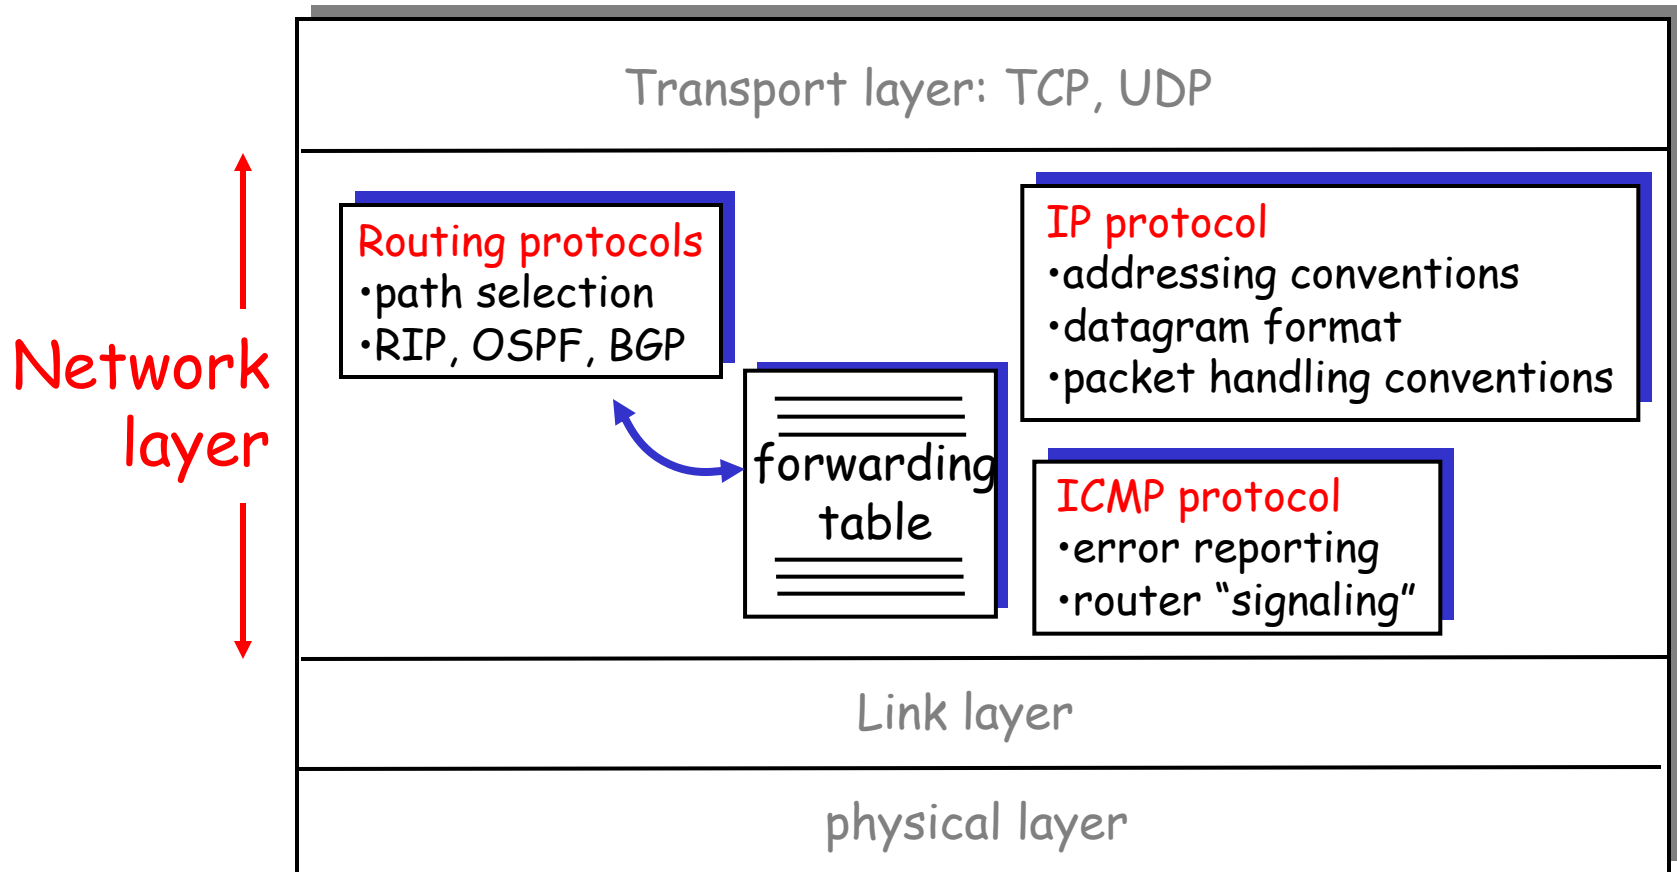 Transport layer: TCP, UDP
Network
layer
Routing protocols
•path selection
•RIP, OSPF, BGP
forwarding
table
IP protocol
•addressing conventions
•datagram format
•packet handling conventions
ICMP protocol
•error reporting
•router “signaling”
Link layer
physical layer